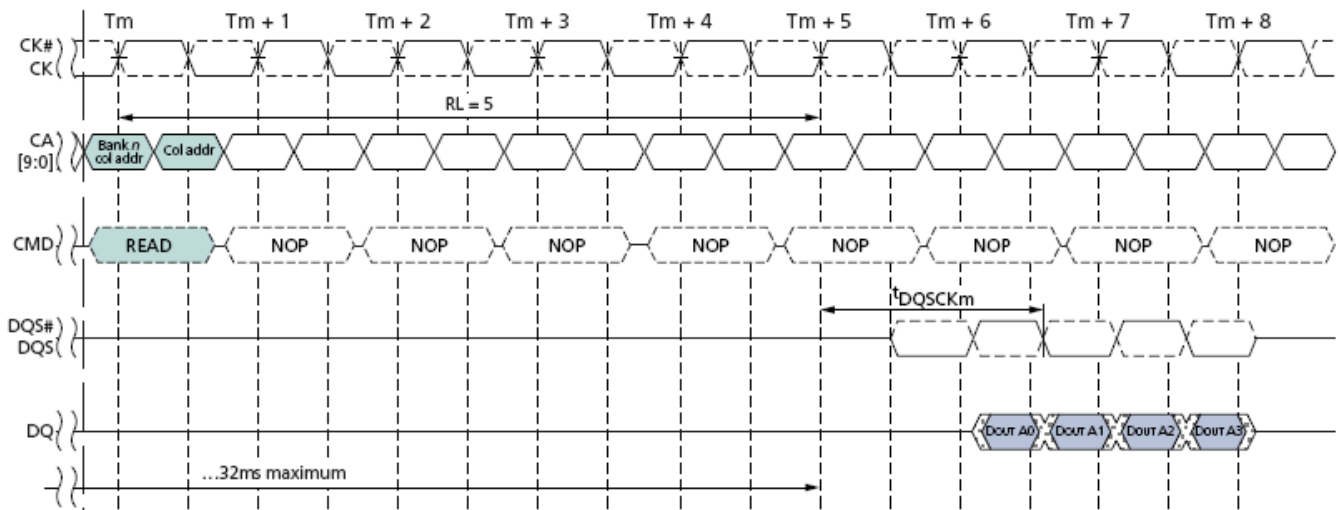 Tm Tm + 1 Tm + 2 Tm + 3 Tm + 4 Tm + 5 Tm + 6 Tm + 7 Tm + 8
CK#
CK
RL = 5
CA
[9:0]
Bank n
col addr
Col addr
CMD
READ NOP NOP NOP NOP NOP NOP NOP NOP
tDQSCKm
DQS#
DQS
DQ
DOUT A0 DOUT A1 DOUT A2 DOUT A3
...32ms maximum